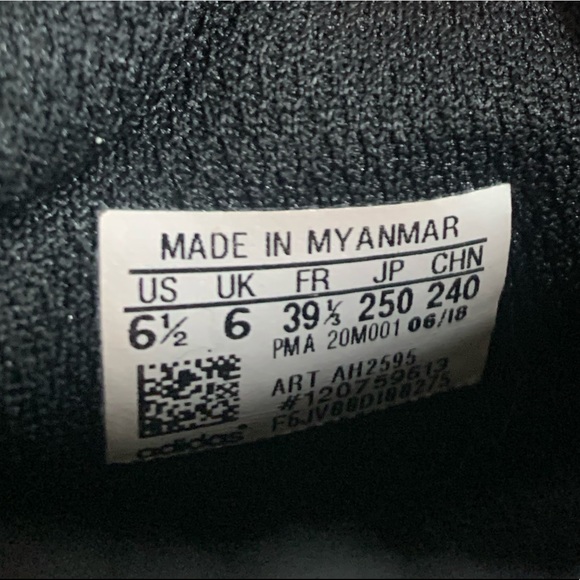 MADE IN MYANMAR
US UK FR JP CHN
6½ 6 39⅓ 250 240
PMA 20M001 06/18
ART AH2595
#120759613
adidas